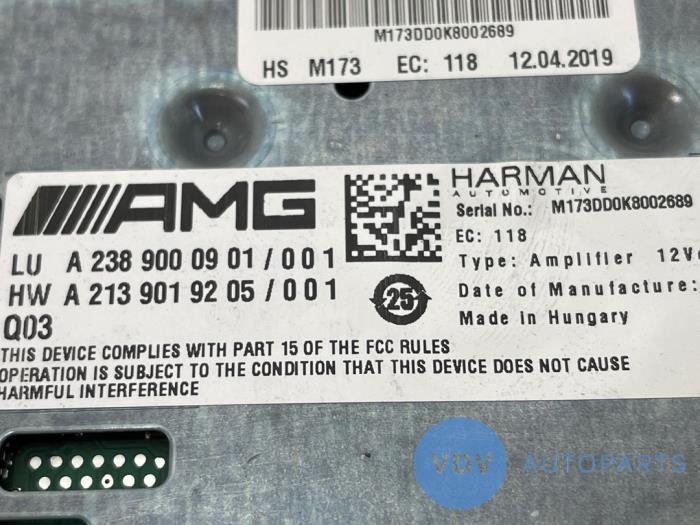 M173DD0K8002689
HS M173 EC: 118 12.04.2019
AMG
HARMAN
AUTOMOTIVE
Serial No.: M173DD0K8002689
EC: 118
LU A 238 900 09 01 / 001
Type: Amplifier 12V
HW A 213 901 92 05 / 001
25
Date of Manufacture:
Q03
Made in Hungary
THIS DEVICE COMPLIES WITH PART 15 OF THE FCC RULES
OPERATION IS SUBJECT TO THE CONDITION THAT THIS DEVICE DOES NOT CAUSE
HARMFUL INTERFERENCE
VDV AUTOPARTS